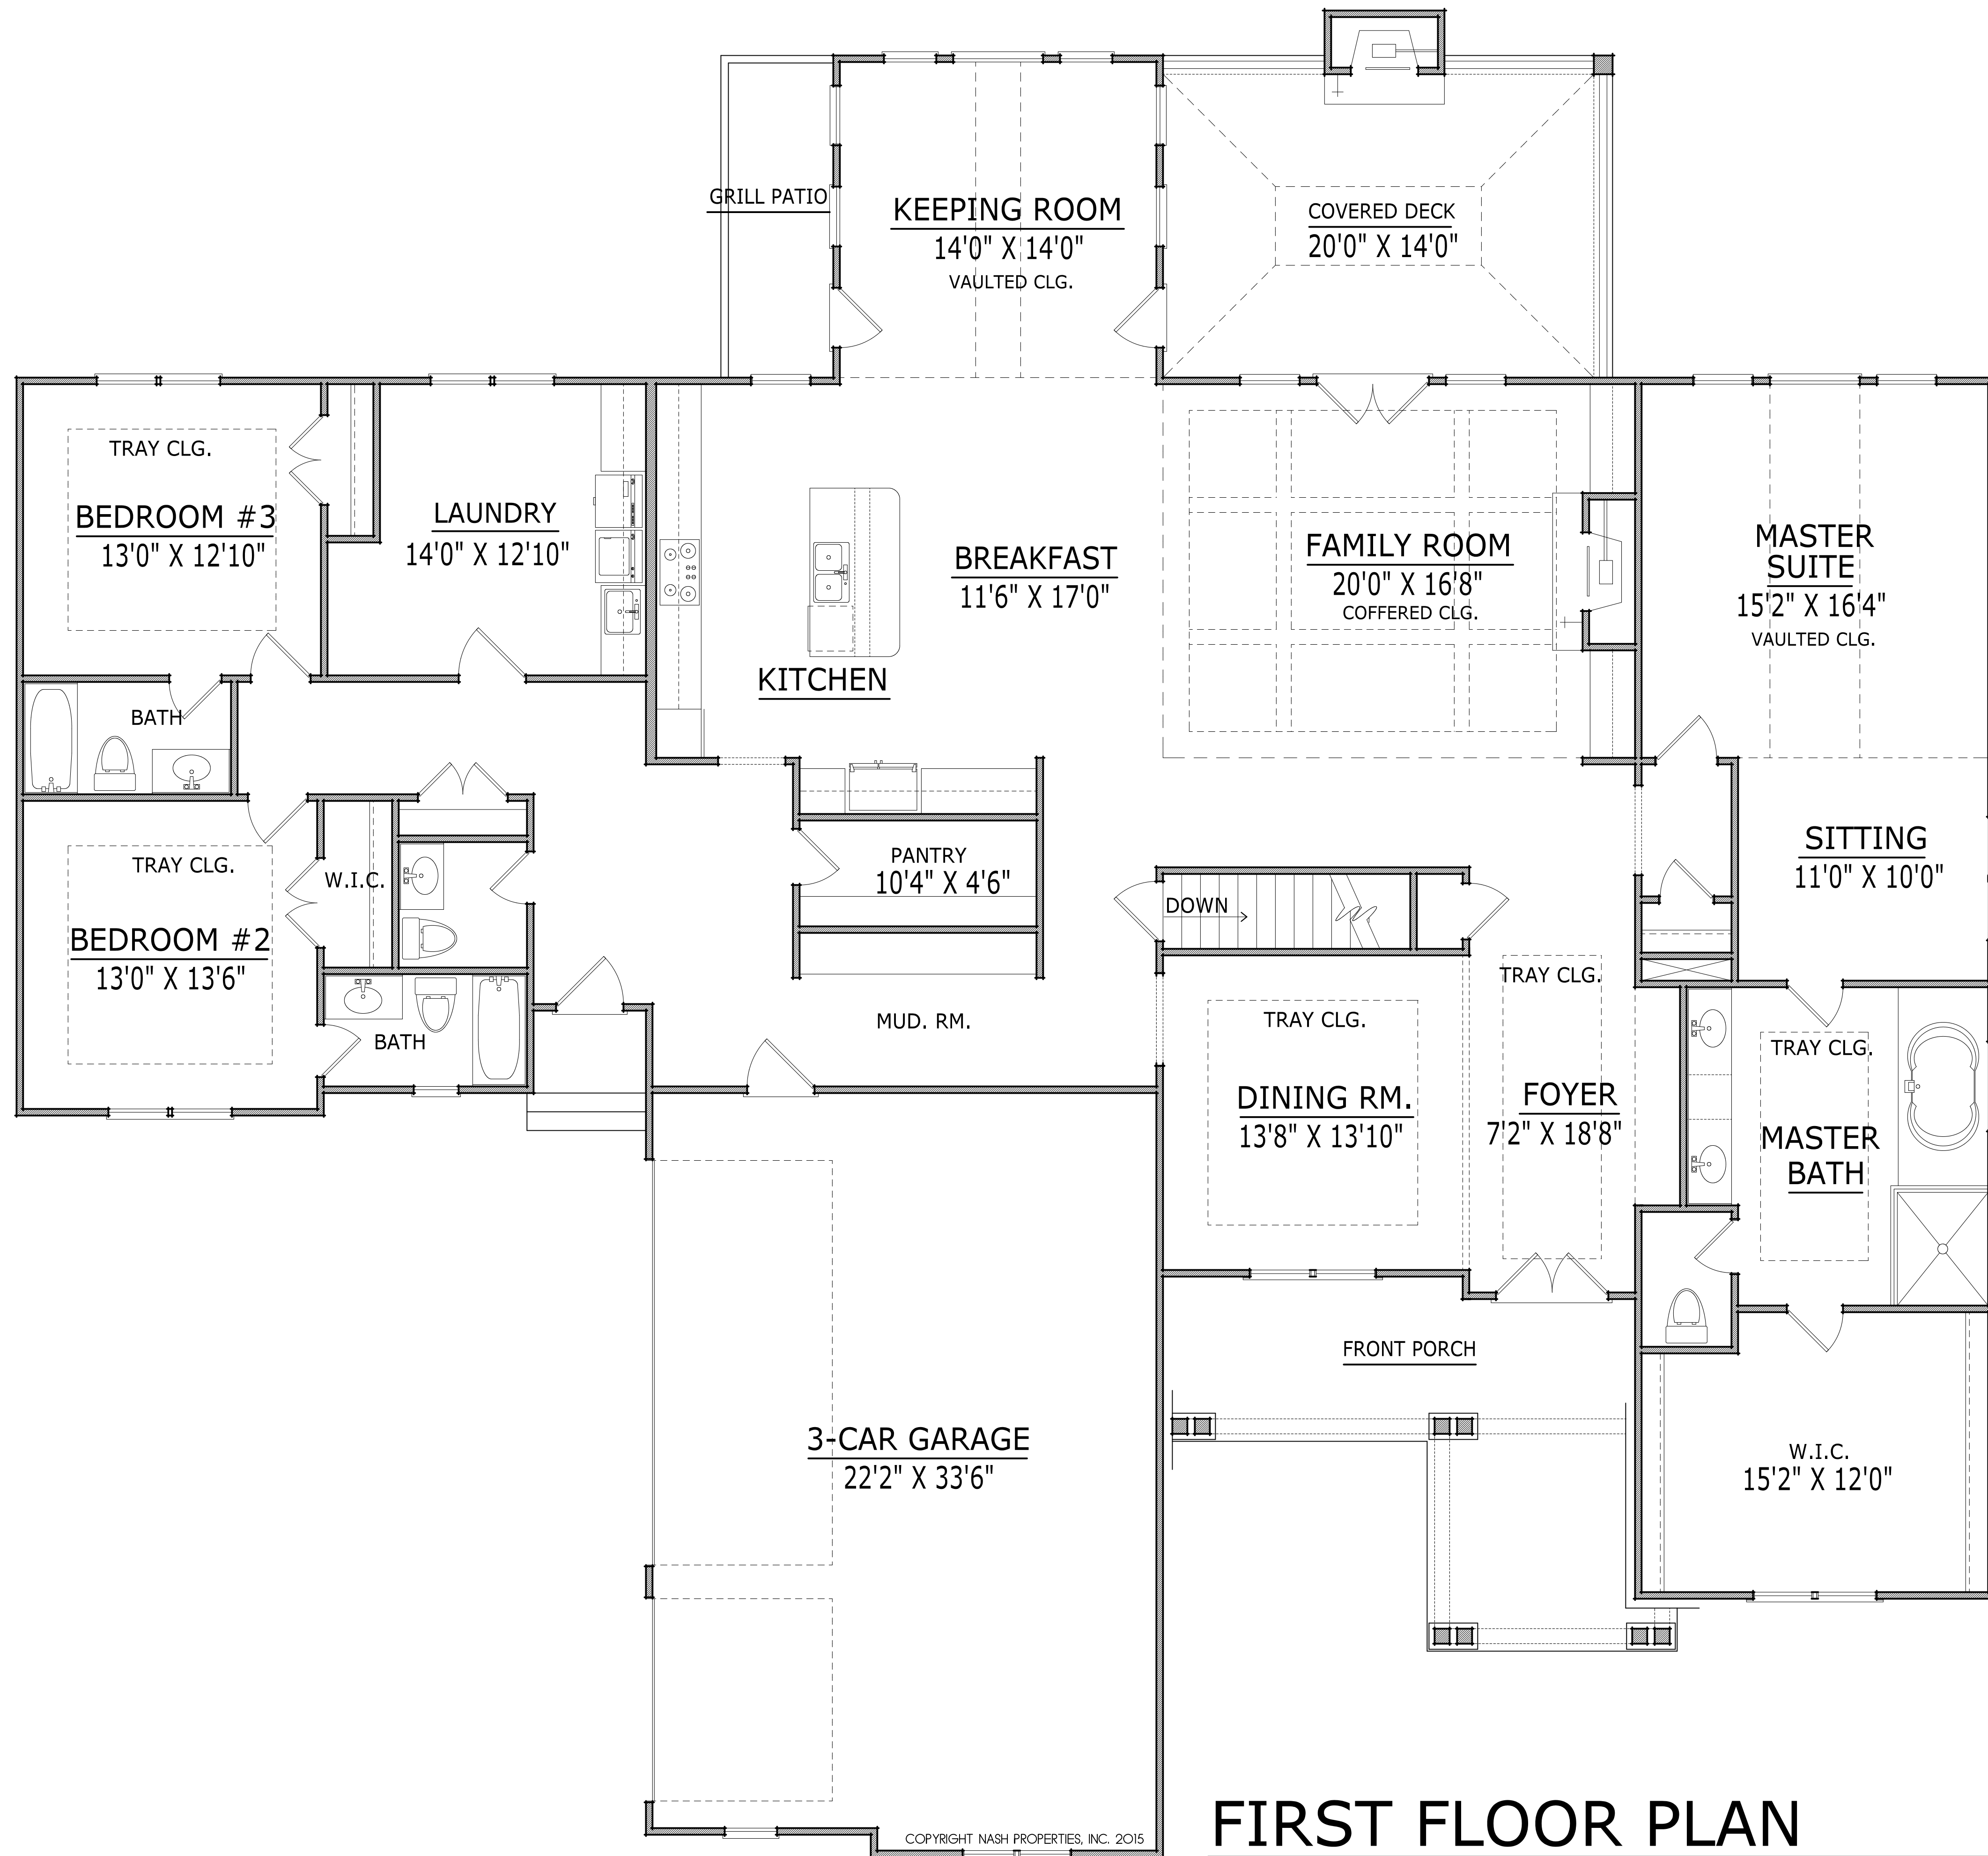 GRILL PATIO
KEEPING ROOM
14'0" X 14'0"
VAULTED CLG.
COVERED DECK
20'0" X 14'0"
TRAY CLG.
BEDROOM #3
13'0" X 12'10"
LAUNDRY
14'0" X 12'10"
BREAKFAST
11'6" X 17'0"
KITCHEN
FAMILY ROOM
20'0" X 16'8"
COFFERED CLG.
MASTER
SUITE
15'2" X 16'4"
VAULTED CLG.
BATH
TRAY CLG.
W.I.C.
BEDROOM #2
13'0" X 13'6"
BATH
PANTRY
10'4" X 4'6"
MUD. RM.
DOWN
SITTING
11'0" X 10'0"
TRAY CLG.
DINING RM.
13'8" X 13'10"
TRAY CLG.
FOYER
7'2" X 18'8"
TRAY CLG.
MASTER
BATH
FRONT PORCH
3-CAR GARAGE
22'2" X 33'6"
W.I.C.
15'2" X 12'0"
COPYRIGHT NASH PROPERTIES, INC. 2015
FIRST FLOOR PLAN